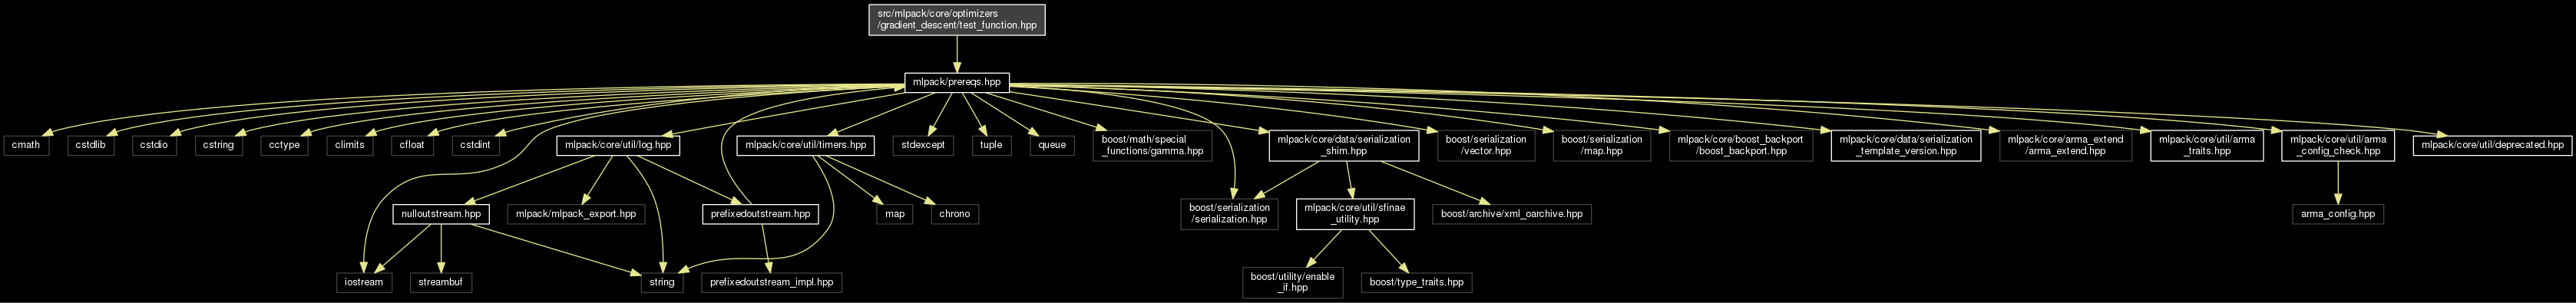 src/mlpack/core/optimizers
/gradient_descent/test_function.hpp
mlpack/prereqs.hpp
cmath
cstdlib
cstdio
cstring
cctype
climits
cfloat
cstdint
mlpack/core/util/log.hpp
mlpack/core/util/timers.hpp
stdexcept
tuple
queue
boost/math/special
_functions/gamma.hpp
mlpack/core/data/serialization
_shim.hpp
boost/serialization
/vector.hpp
boost/serialization
/map.hpp
mlpack/core/boost_backport
/boost_backport.hpp
mlpack/core/data/serialization
_template_version.hpp
mlpack/core/arma_extend
/arma_extend.hpp
mlpack/core/util/arma
_traits.hpp
mlpack/core/util/arma
_config_check.hpp
mlpack/core/util/deprecated.hpp
nulloutstream.hpp
mlpack/mlpack_export.hpp
prefixedoutstream.hpp
map
chrono
boost/serialization
/serialization.hpp
mlpack/core/util/sfinae
_utility.hpp
boost/archive/xml_oarchive.hpp
arma_config.hpp
iostream
streambuf
string
prefixedoutstream_impl.hpp
boost/utility/enable
_if.hpp
boost/type_traits.hpp